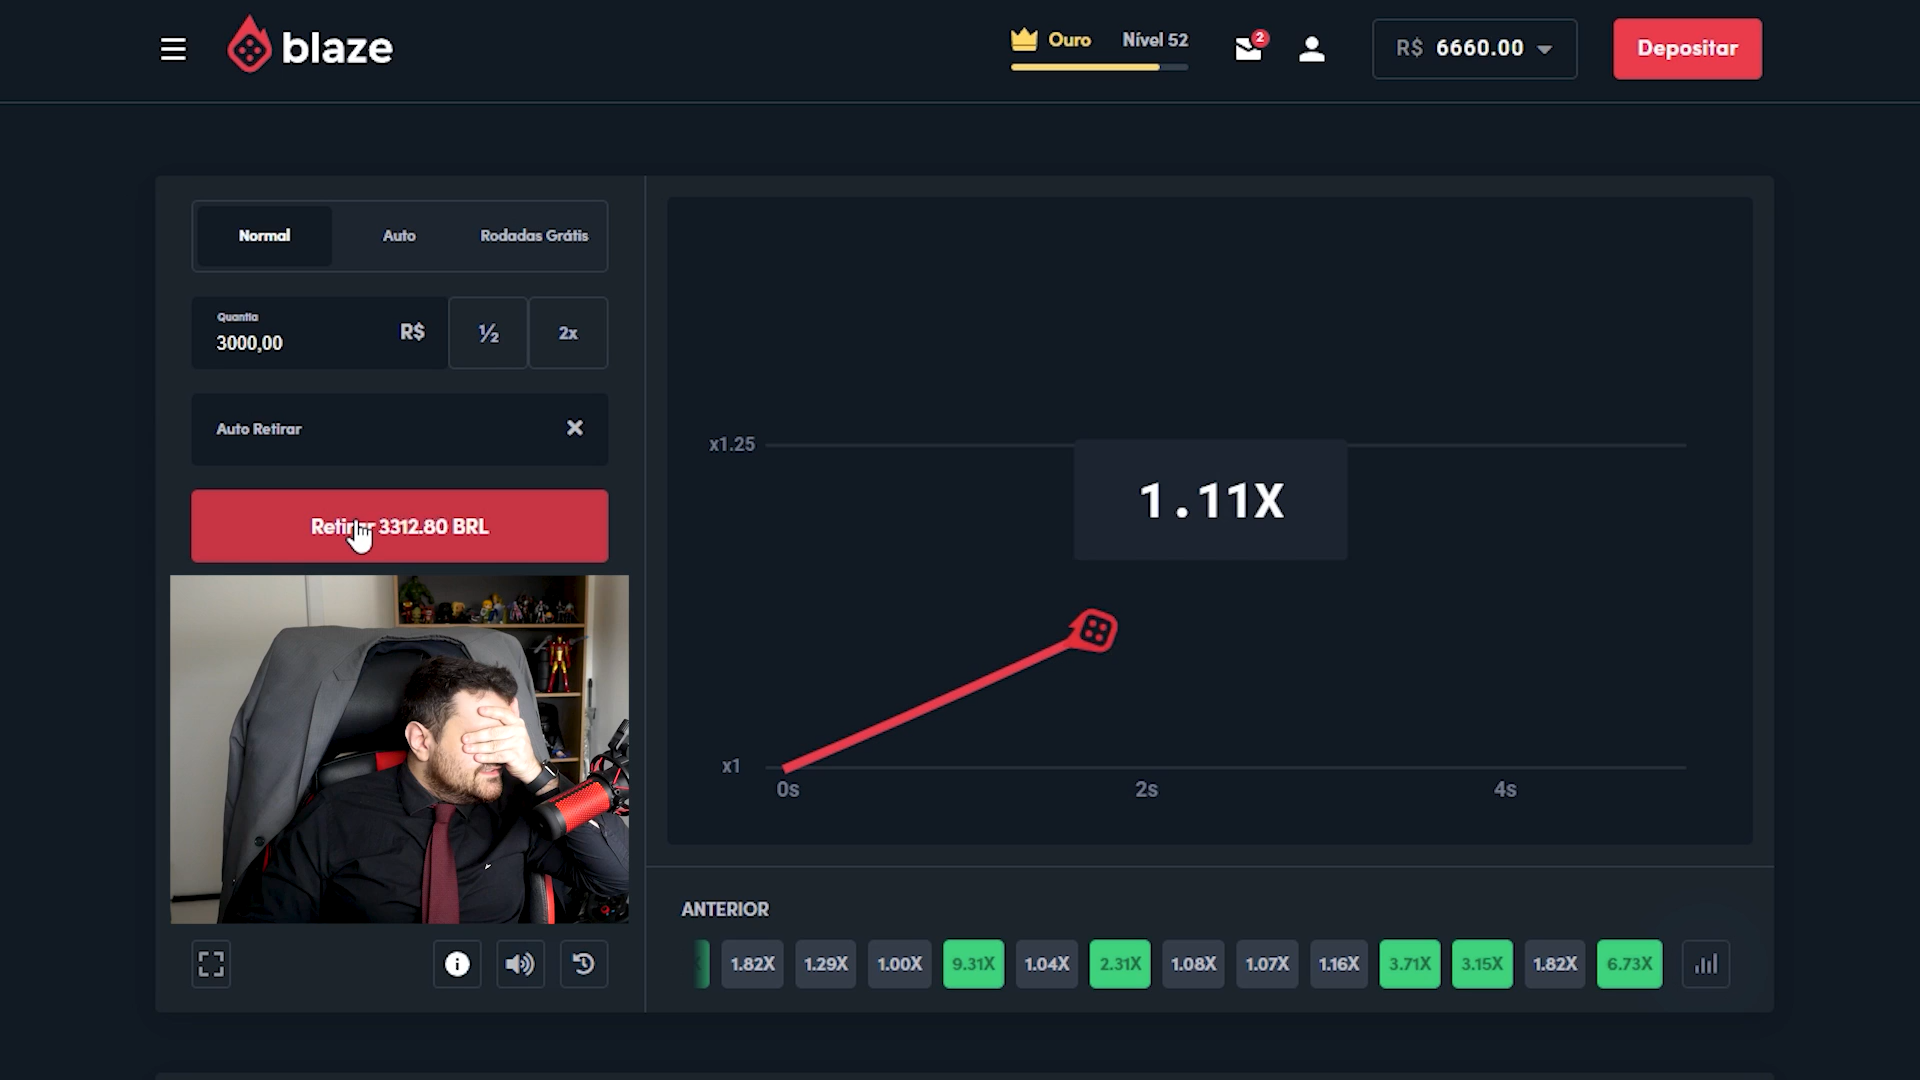 blaze
Ouro Nível 52
2
R$ 6660.00
Depositar
Normal Auto Rodadas Grátis
Quantia
3000,00 R$ ½ 2x
Auto Retirar
Retirar 3312.80 BRL
x1.25
1.11X
x1
0s 2s 4s
ANTERIOR
1.82X 1.29X 1.00X 9.31X 1.04X 2.31X 1.08X 1.07X 1.16X 3.71X 3.15X 1.82X 6.73X